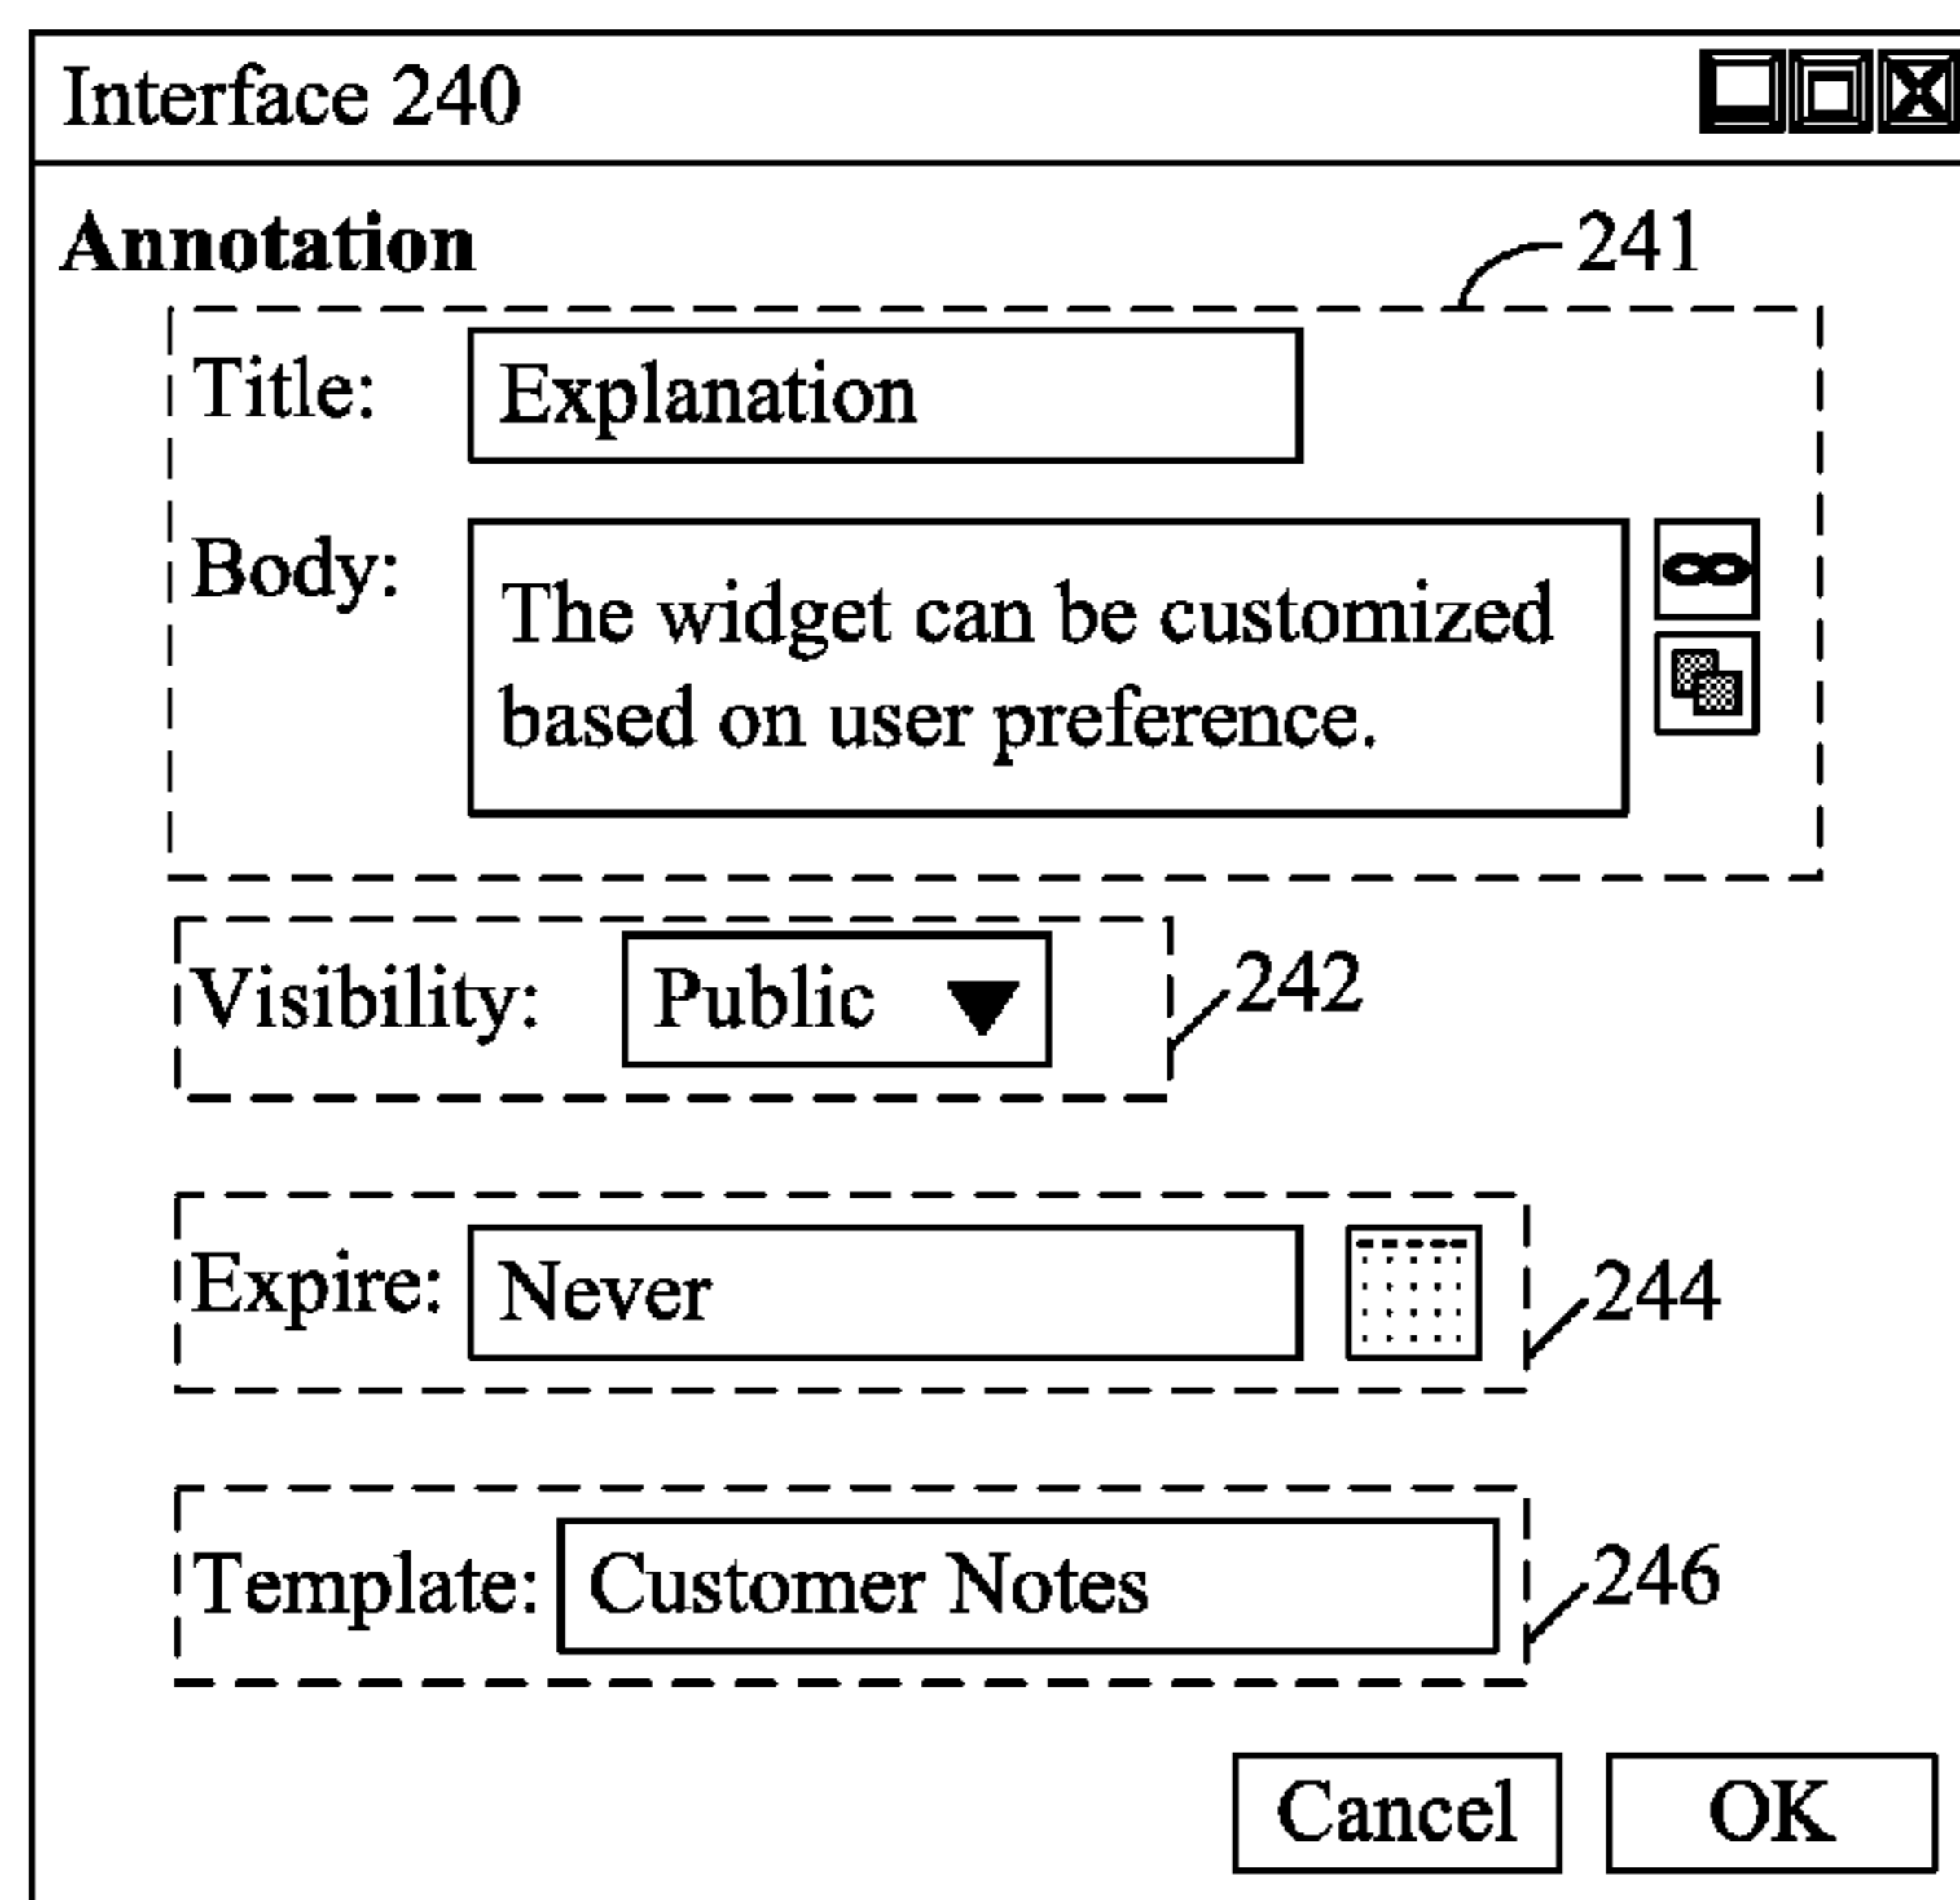 Interface 240
Annotation
241
Title: Explanation
Body: The widget can be customized
based on user preference.
Visibility: Public
242
Expire: Never
244
Template: Customer Notes
246
Cancel OK